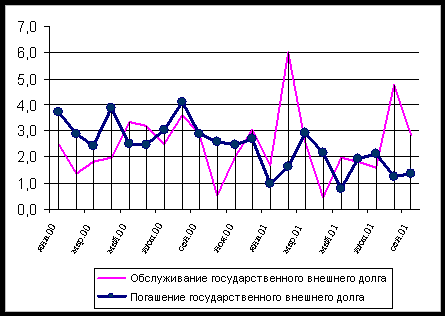 7,0
6,0
5,0
4,0
3,0
2,0
1,0
0,0
янв.00
мар.00
май.00
июл.00
сен.00
ноя.00
янв.01
мар.01
май.01
июл.01
сен.01
Обслуживание государственного внешнего долга
Погашение государственного внешнего долга